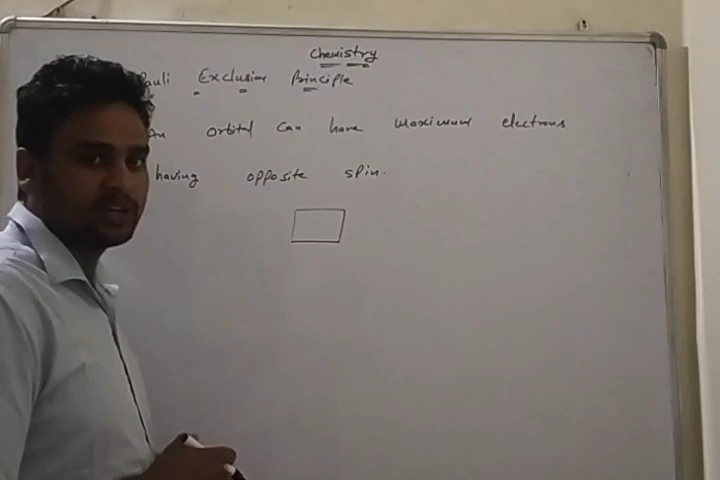 Chemistry
Pauli Exclusion Principle
An orbital can have maximum electrons
having opposite spin.